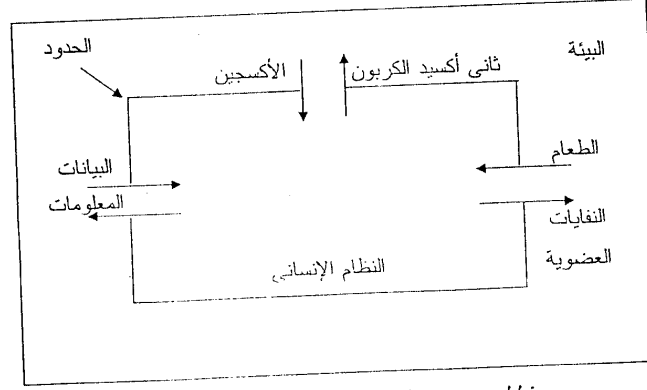 الحدود
البيئة
الأكسجين
ثانى أكسيد الكربون
البيانات
الطعام
المعلومات
النفايات
العضوية
النظام الإنسانى